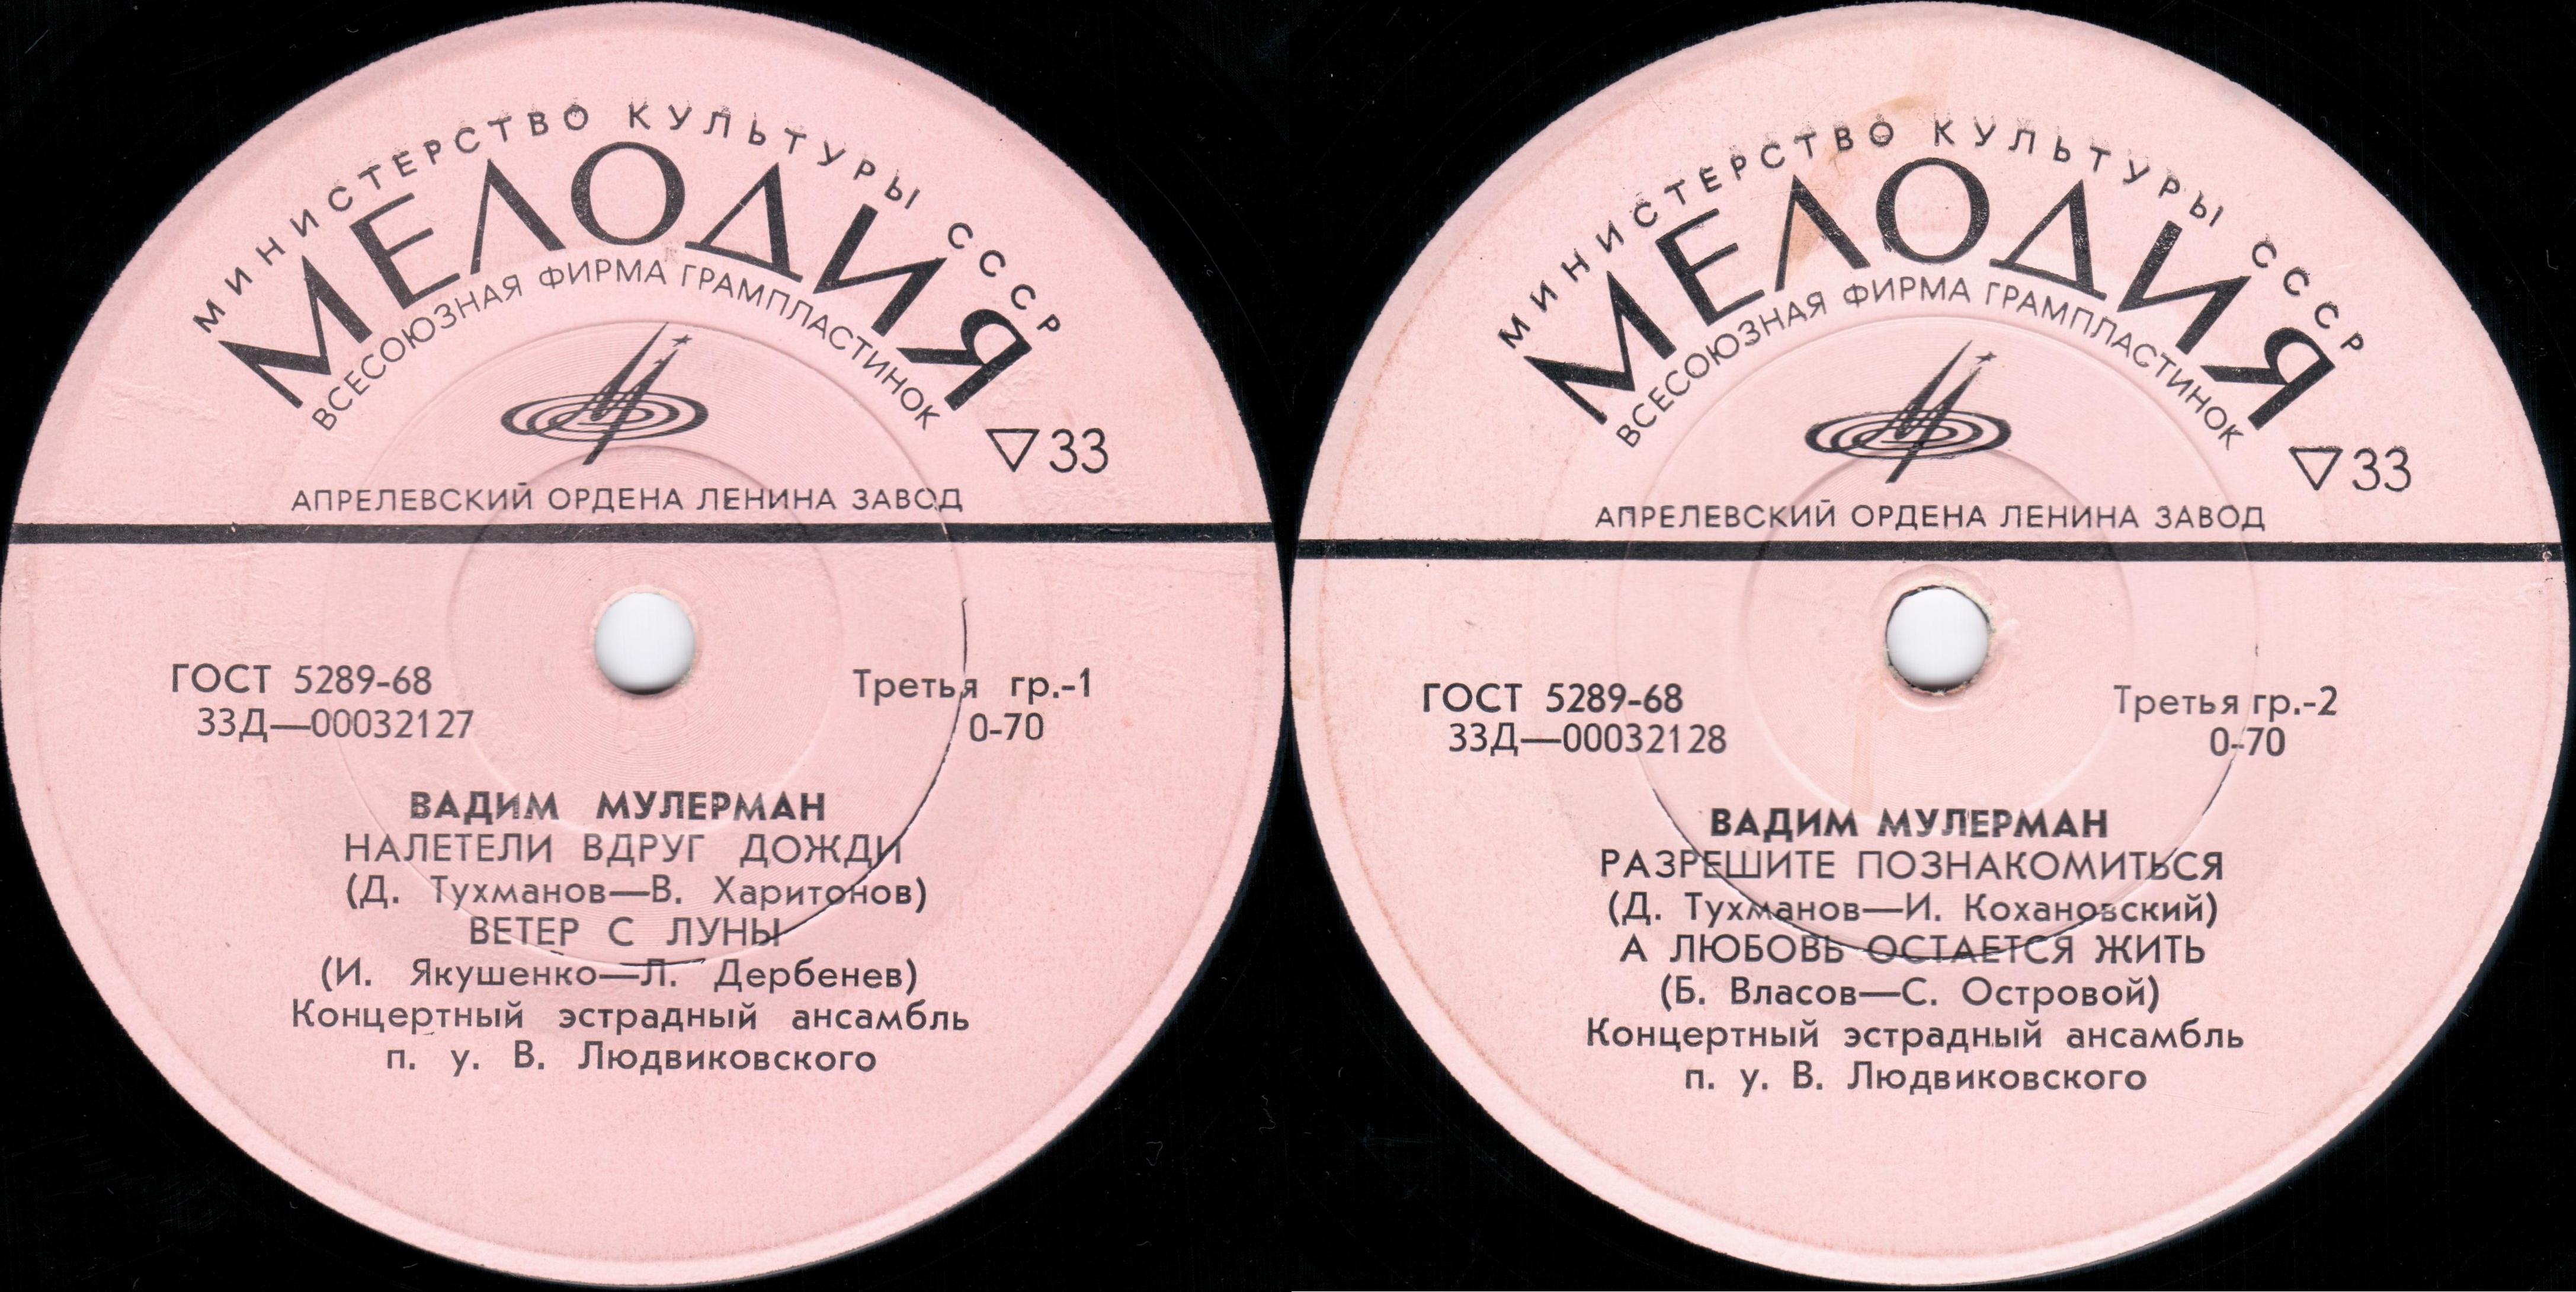 МИНИСТЕРСТВО КУЛЬТУРЫ СССР
МЕЛОДИЯ
ВСЕСОЮЗНАЯ ФИРМА ГРАМПЛАСТИНОК
33
АПРЕЛЕВСКИЙ ОРДЕНА ЛЕНИНА ЗАВОД
ГОСТ 5289-68
Третья гр.-1
33Д—00032127
0-70
ВАДИМ МУЛЕРМАН
НАЛЕТЕЛИ ВДРУГ ДОЖДИ
(Д. Тухманов—В. Харитонов)
ВЕТЕР С ЛУНЫ
(И. Якушенко—Л. Дербенев)
Концертный эстрадный ансамбль
п. у. В. Людвиковского
МИНИСТЕРСТВО КУЛЬТУРЫ СССР
МЕЛОДИЯ
ВСЕСОЮЗНАЯ ФИРМА ГРАМПЛАСТИНОК
33
АПРЕЛЕВСКИЙ ОРДЕНА ЛЕНИНА ЗАВОД
ГОСТ 5289-68
Третья гр.-2
33Д—00032128
0-70
ВАДИМ МУЛЕРМАН
РАЗРЕШИТЕ ПОЗНАКОМИТЬСЯ
(Д. Тухманов—И. Кохановский)
А ЛЮБОВЬ ОСТАЕТСЯ ЖИТЬ
(Б. Власов—С. Островой)
Концертный эстрадный ансамбль
п. у. В. Людвиковского